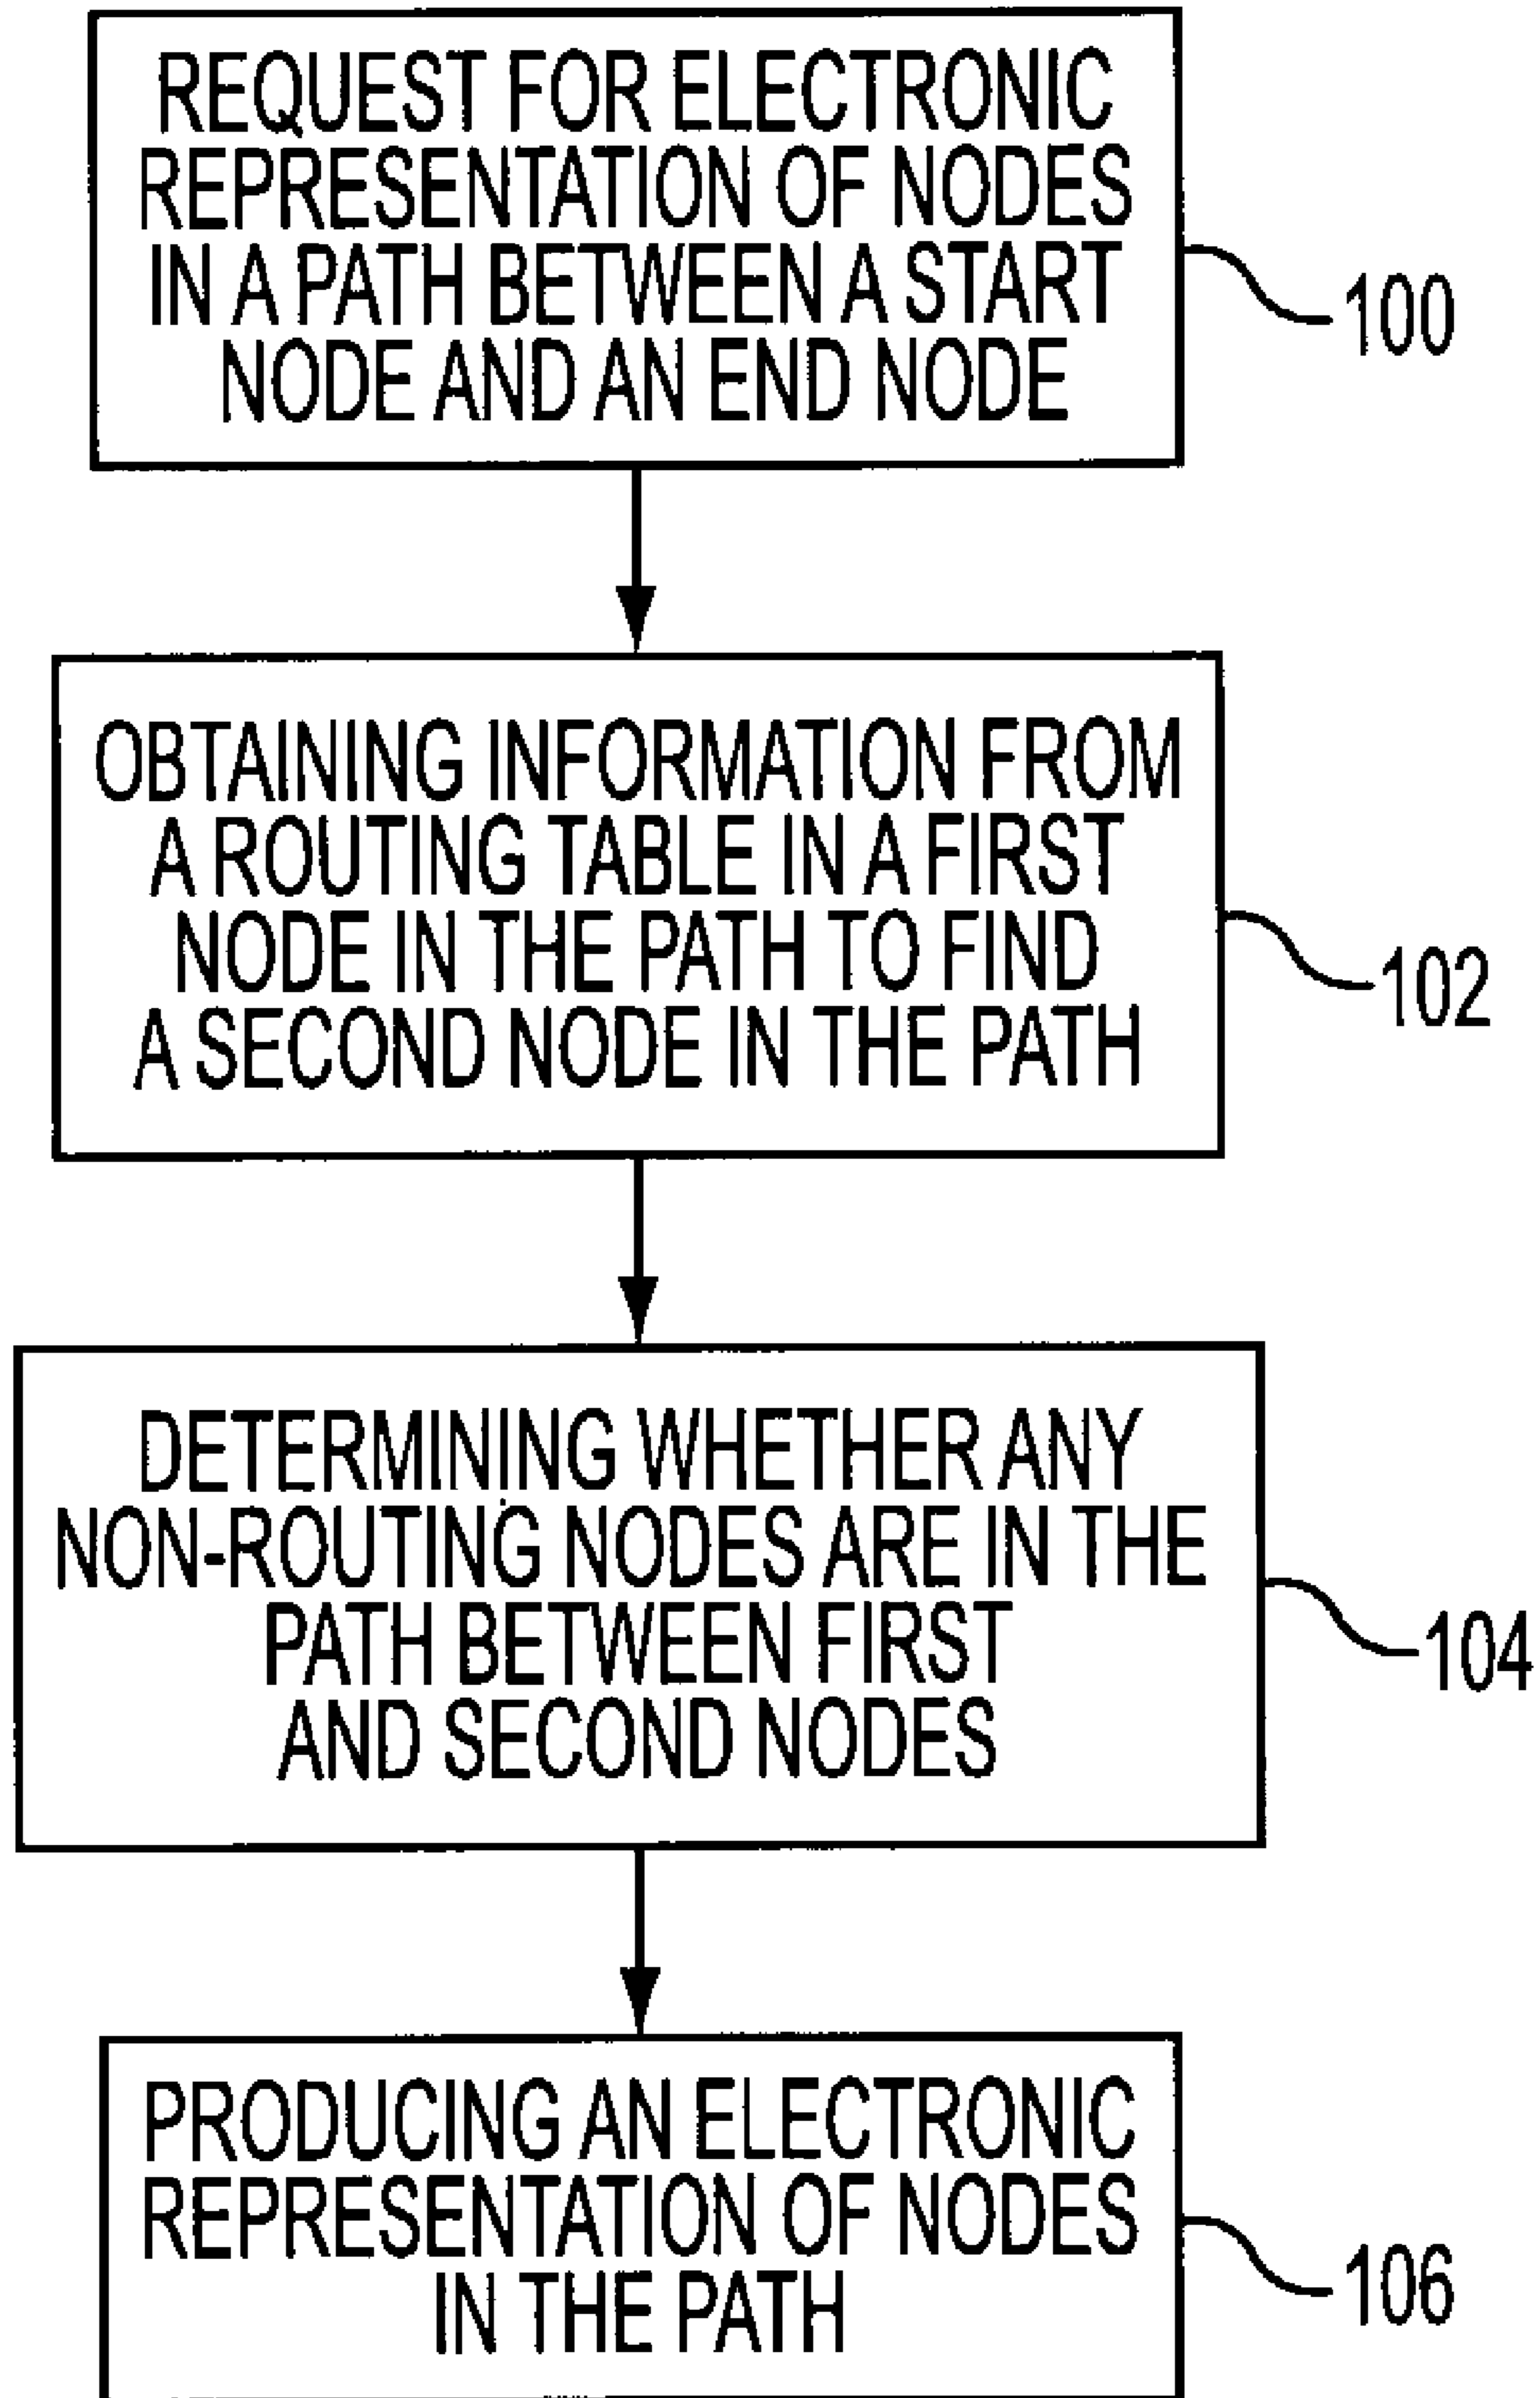 REQUEST FOR ELECTRONIC
REPRESENTATION OF NODES
IN A PATH BETWEEN A START
NODE AND AN END NODE
100
OBTAINING INFORMATION FROM
A ROUTING TABLE IN A FIRST
NODE IN THE PATH TO FIND
A SECOND NODE IN THE PATH
102
DETERMINING WHETHER ANY
NON-ROUTING NODES ARE IN THE
PATH BETWEEN FIRST
AND SECOND NODES
104
PRODUCING AN ELECTRONIC
REPRESENTATION OF NODES
IN THE PATH
106